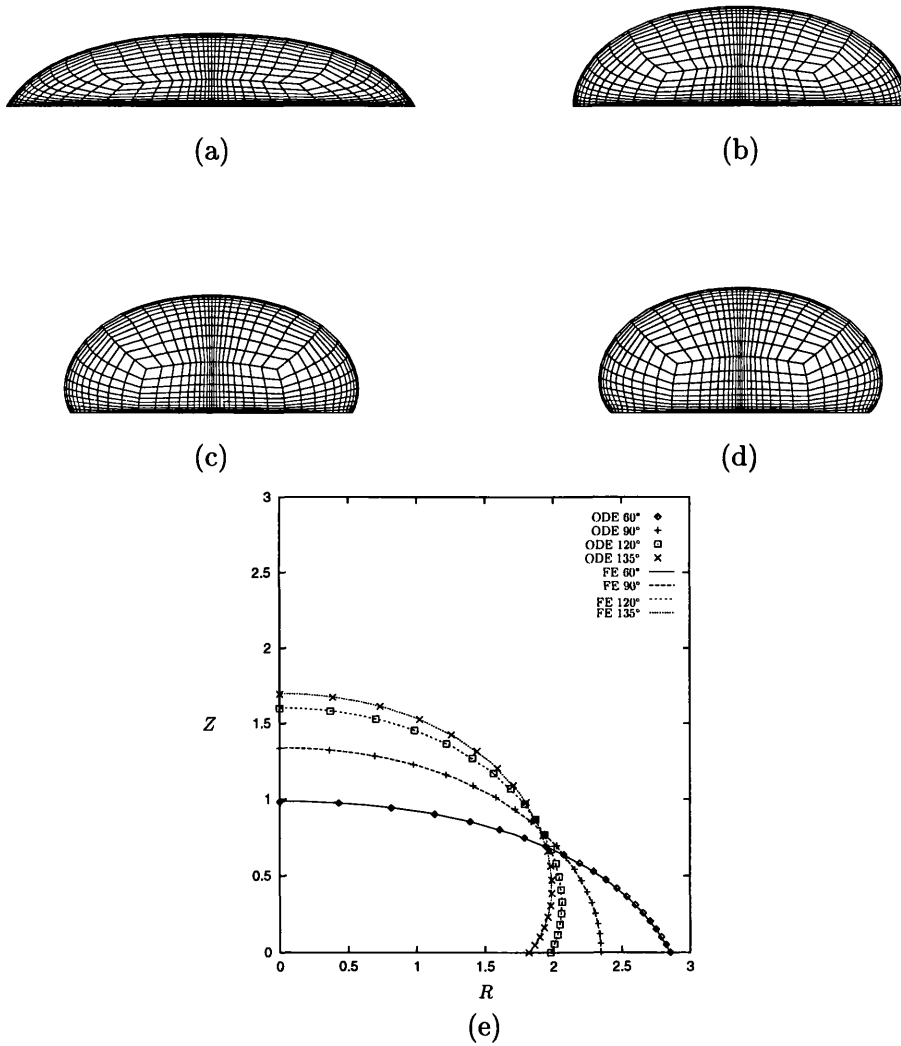 (a)
(b)
(c)
(d)
3
2.5
2
1.5
1
0.5
0
Z
0
0.5
1
1.5
2
2.5
3
R
ODE 60°
ODE 90°
ODE 120°
ODE 135°
FE 60°
FE 90°
FE 120°
FE 135°
(e)